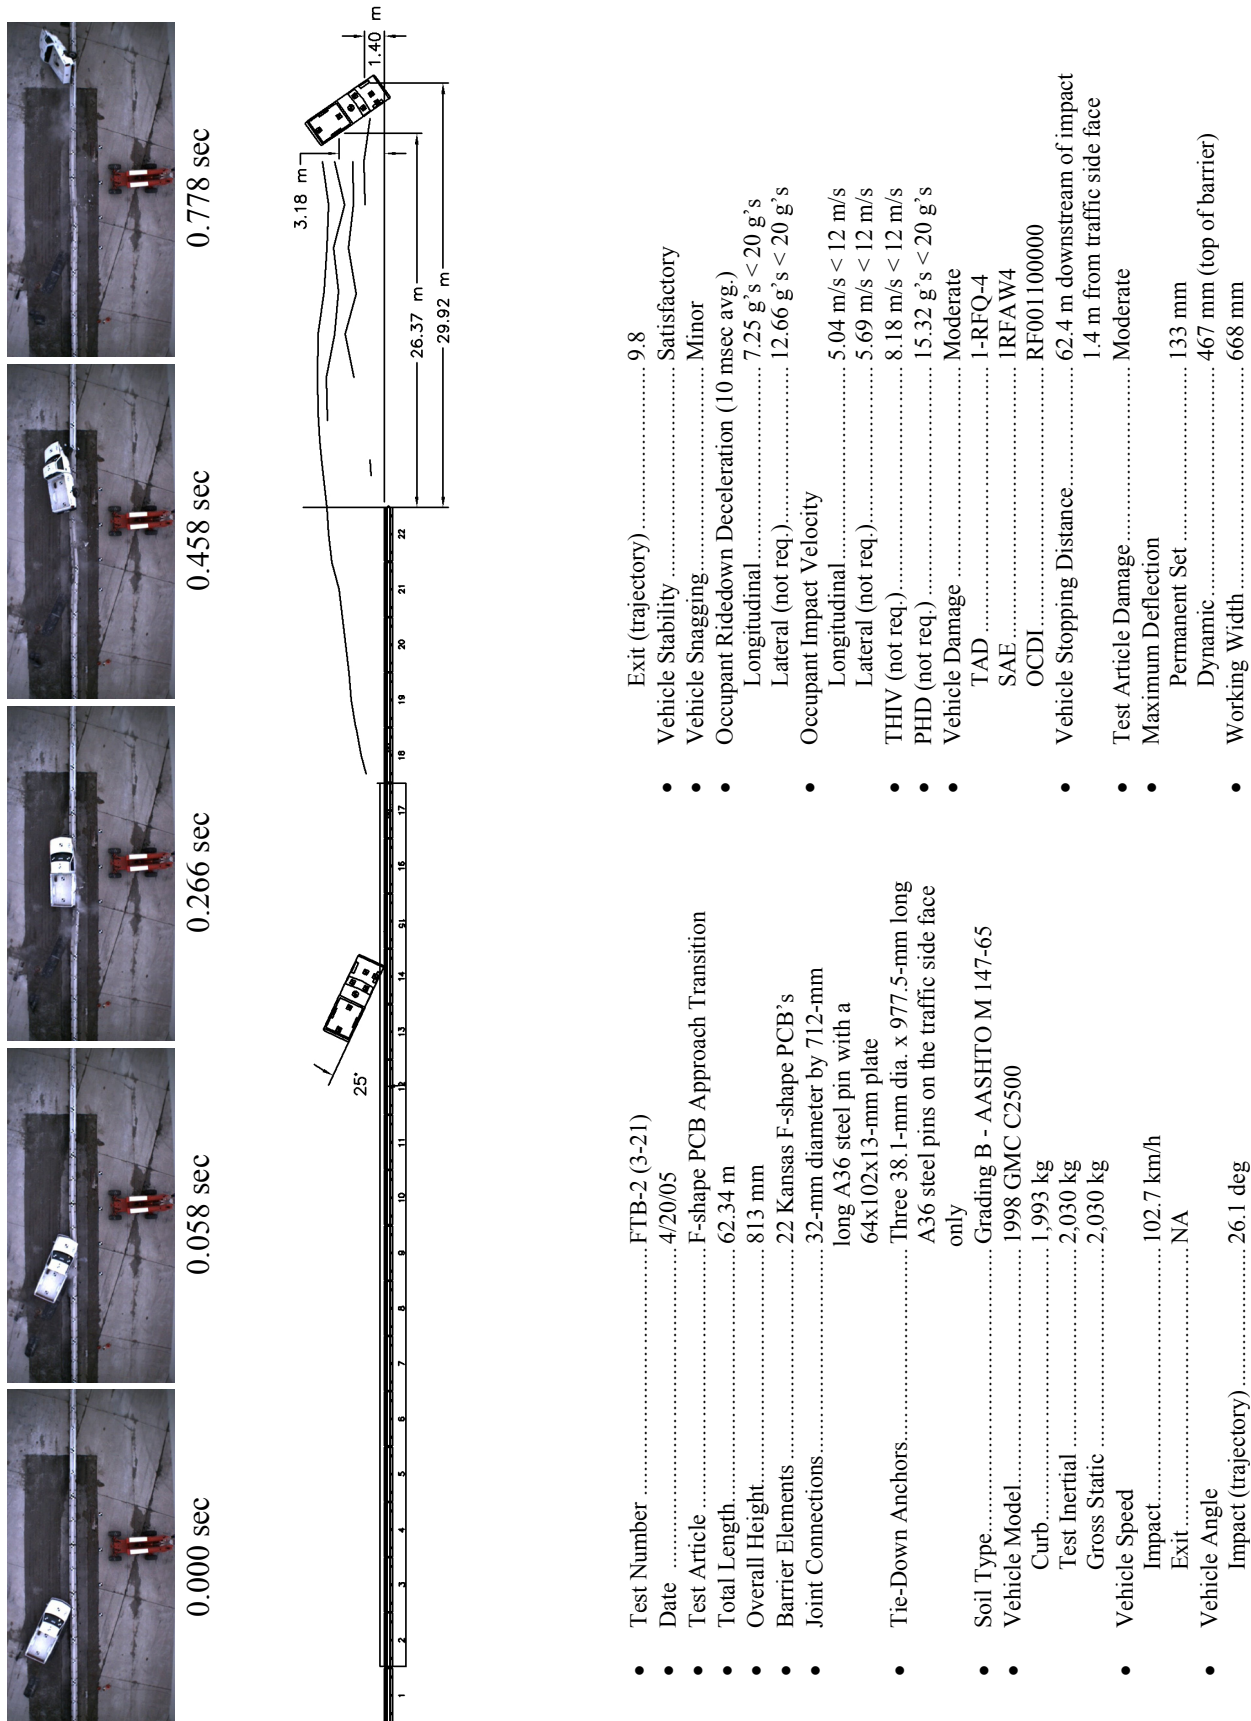 0.000 sec
0.058 sec
0.266 sec
0.458 sec
0.778 sec
1 2 3 4 5 6 7 8 9 10 11 12 13 14 15 16 17 18 19 20 21 22
25°
3.18 m
1.40 m
26.37 m
29.92 m
• Test Number ........ FTB-2 (3-21)
• Date ........ 4/20/05
• Test Article ........ F-shape PCB Approach Transition
• Total Length ........ 62.34 m
• Overall Height ........ 813 mm
• Barrier Elements ........ 22 Kansas F-shape PCB's
• Joint Connections ........ 32-mm diameter by 712-mm
long A36 steel pin with a
64x102x13-mm plate
• Tie-Down Anchors ........ Three 38.1-mm dia. x 977.5-mm long
A36 steel pins on the traffic side face
only
• Soil Type ........ Grading B - AASHTO M 147-65
• Vehicle Model ........ 1998 GMC C2500
Curb ........ 1,993 kg
Test Inertial ........ 2,030 kg
Gross Static ........ 2,030 kg
• Vehicle Speed
Impact ........ 102.7 km/h
Exit ........ NA
• Vehicle Angle
Impact (trajectory) ........ 26.1 deg
Exit (trajectory) ........ 9.8
• Vehicle Stability ........ Satisfactory
• Vehicle Snagging ........ Minor
• Occupant Ridedown Deceleration (10 msec avg.)
Longitudinal ........ 7.25 g's < 20 g's
Lateral (not req.) ........ 12.66 g's < 20 g's
• Occupant Impact Velocity
Longitudinal ........ 5.04 m/s < 12 m/s
Lateral (not req.) ........ 5.69 m/s < 12 m/s
• THIV (not req.) ........ 8.18 m/s < 12 m/s
• PHD (not req.) ........ 15.32 g's < 20 g's
• Vehicle Damage ........ Moderate
TAD ........ 1-RFQ-4
SAE ........ 1RFAW4
OCDI ........ RF001100000
• Vehicle Stopping Distance ........ 62.4 m downstream of impact
1.4 m from traffic side face
• Test Article Damage ........ Moderate
• Maximum Deflection
Permanent Set ........ 133 mm
Dynamic ........ 467 mm (top of barrier)
• Working Width ........ 668 mm